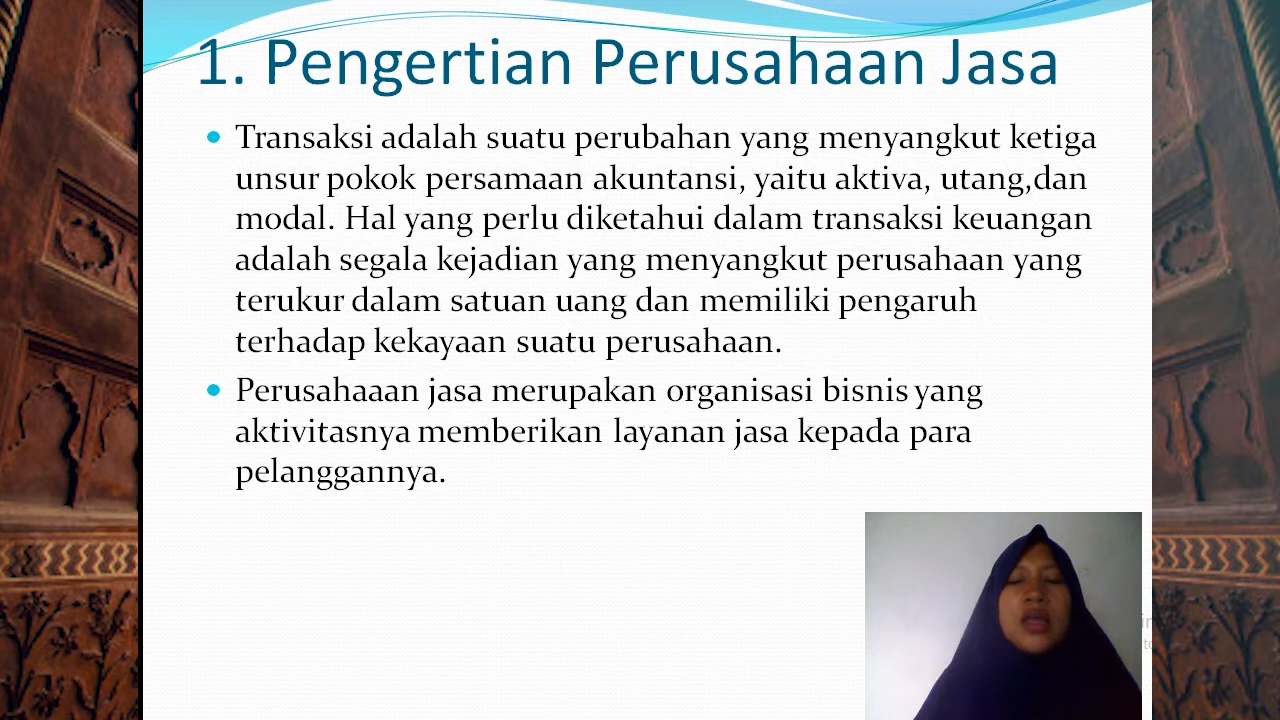 1. Pengertian Perusahaan Jasa
Transaksi adalah suatu perubahan yang menyangkut ketiga
unsur pokok persamaan akuntansi, yaitu aktiva, utang,dan
modal. Hal yang perlu diketahui dalam transaksi keuangan
adalah segala kejadian yang menyangkut perusahaan yang
terukur dalam satuan uang dan memiliki pengaruh
terhadap kekayaan suatu perusahaan.
Perusahaaan jasa merupakan organisasi bisnis yang
aktivitasnya memberikan layanan jasa kepada para
pelanggannya.